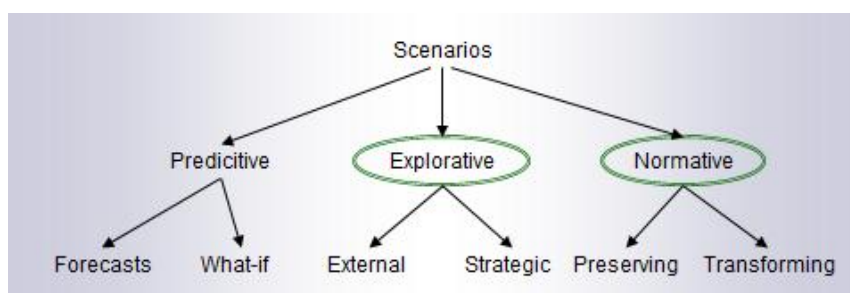 Scenarios
Predicitive Explorative Normative
Forecasts What-if External Strategic Preserving Transforming